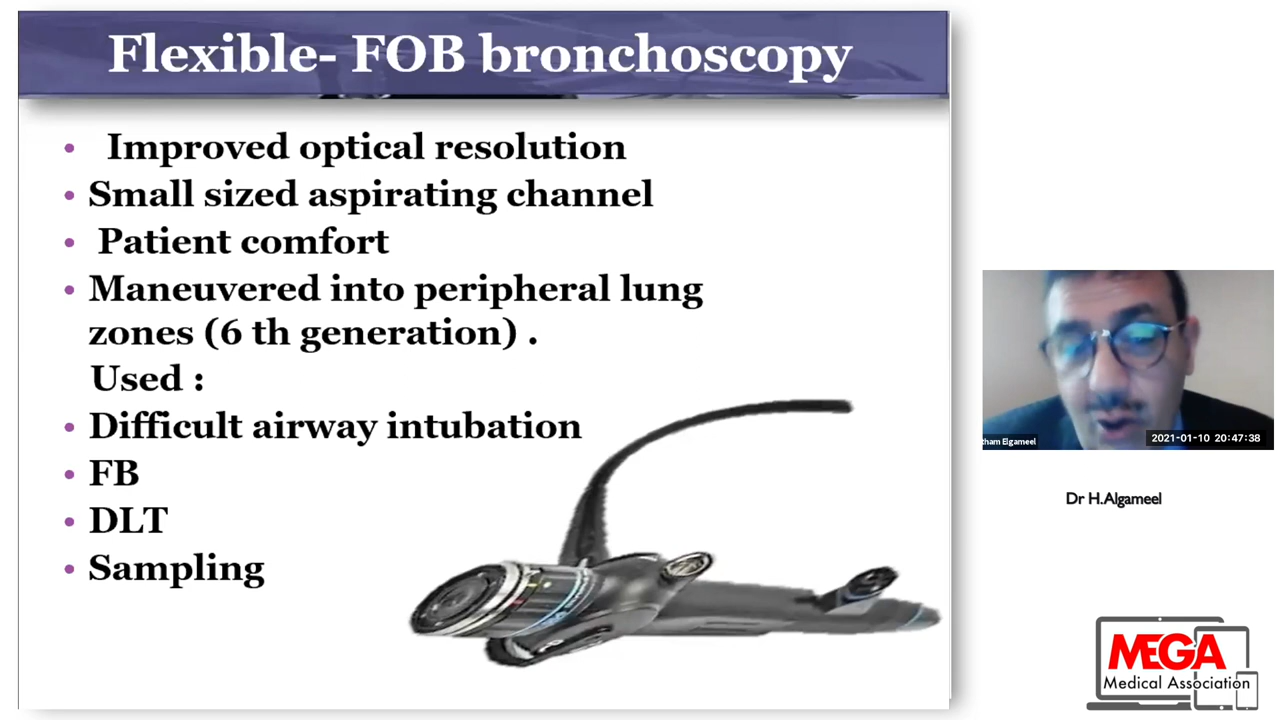 Flexible- FOB bronchoscopy
• Improved optical resolution
• Small sized aspirating channel
• Patient comfort
• Maneuvered into peripheral lung
zones (6 th generation) .
Used :
• Difficult airway intubation
• FB
• DLT
• Sampling
Elgameel
2021-01-10 20:47:38
Dr H.Algameel
MEGA
Medical Association